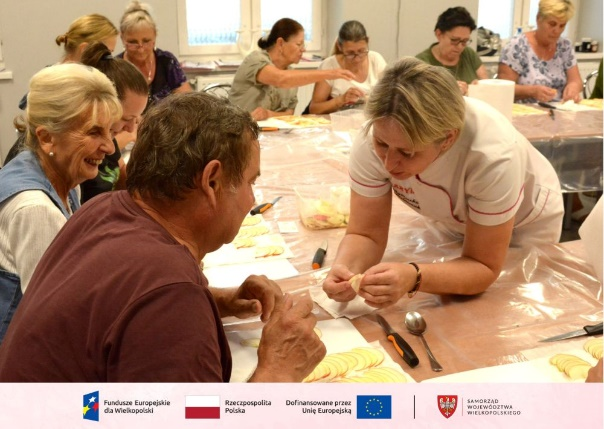 Fundusze Europejskie
dla Wielkopolski
Rzeczpospolita
Polska
Dofinansowane przez
Unię Europejską
SAMORZĄD
WOJEWÓDZTWA
WIELKOPOLSKIEGO